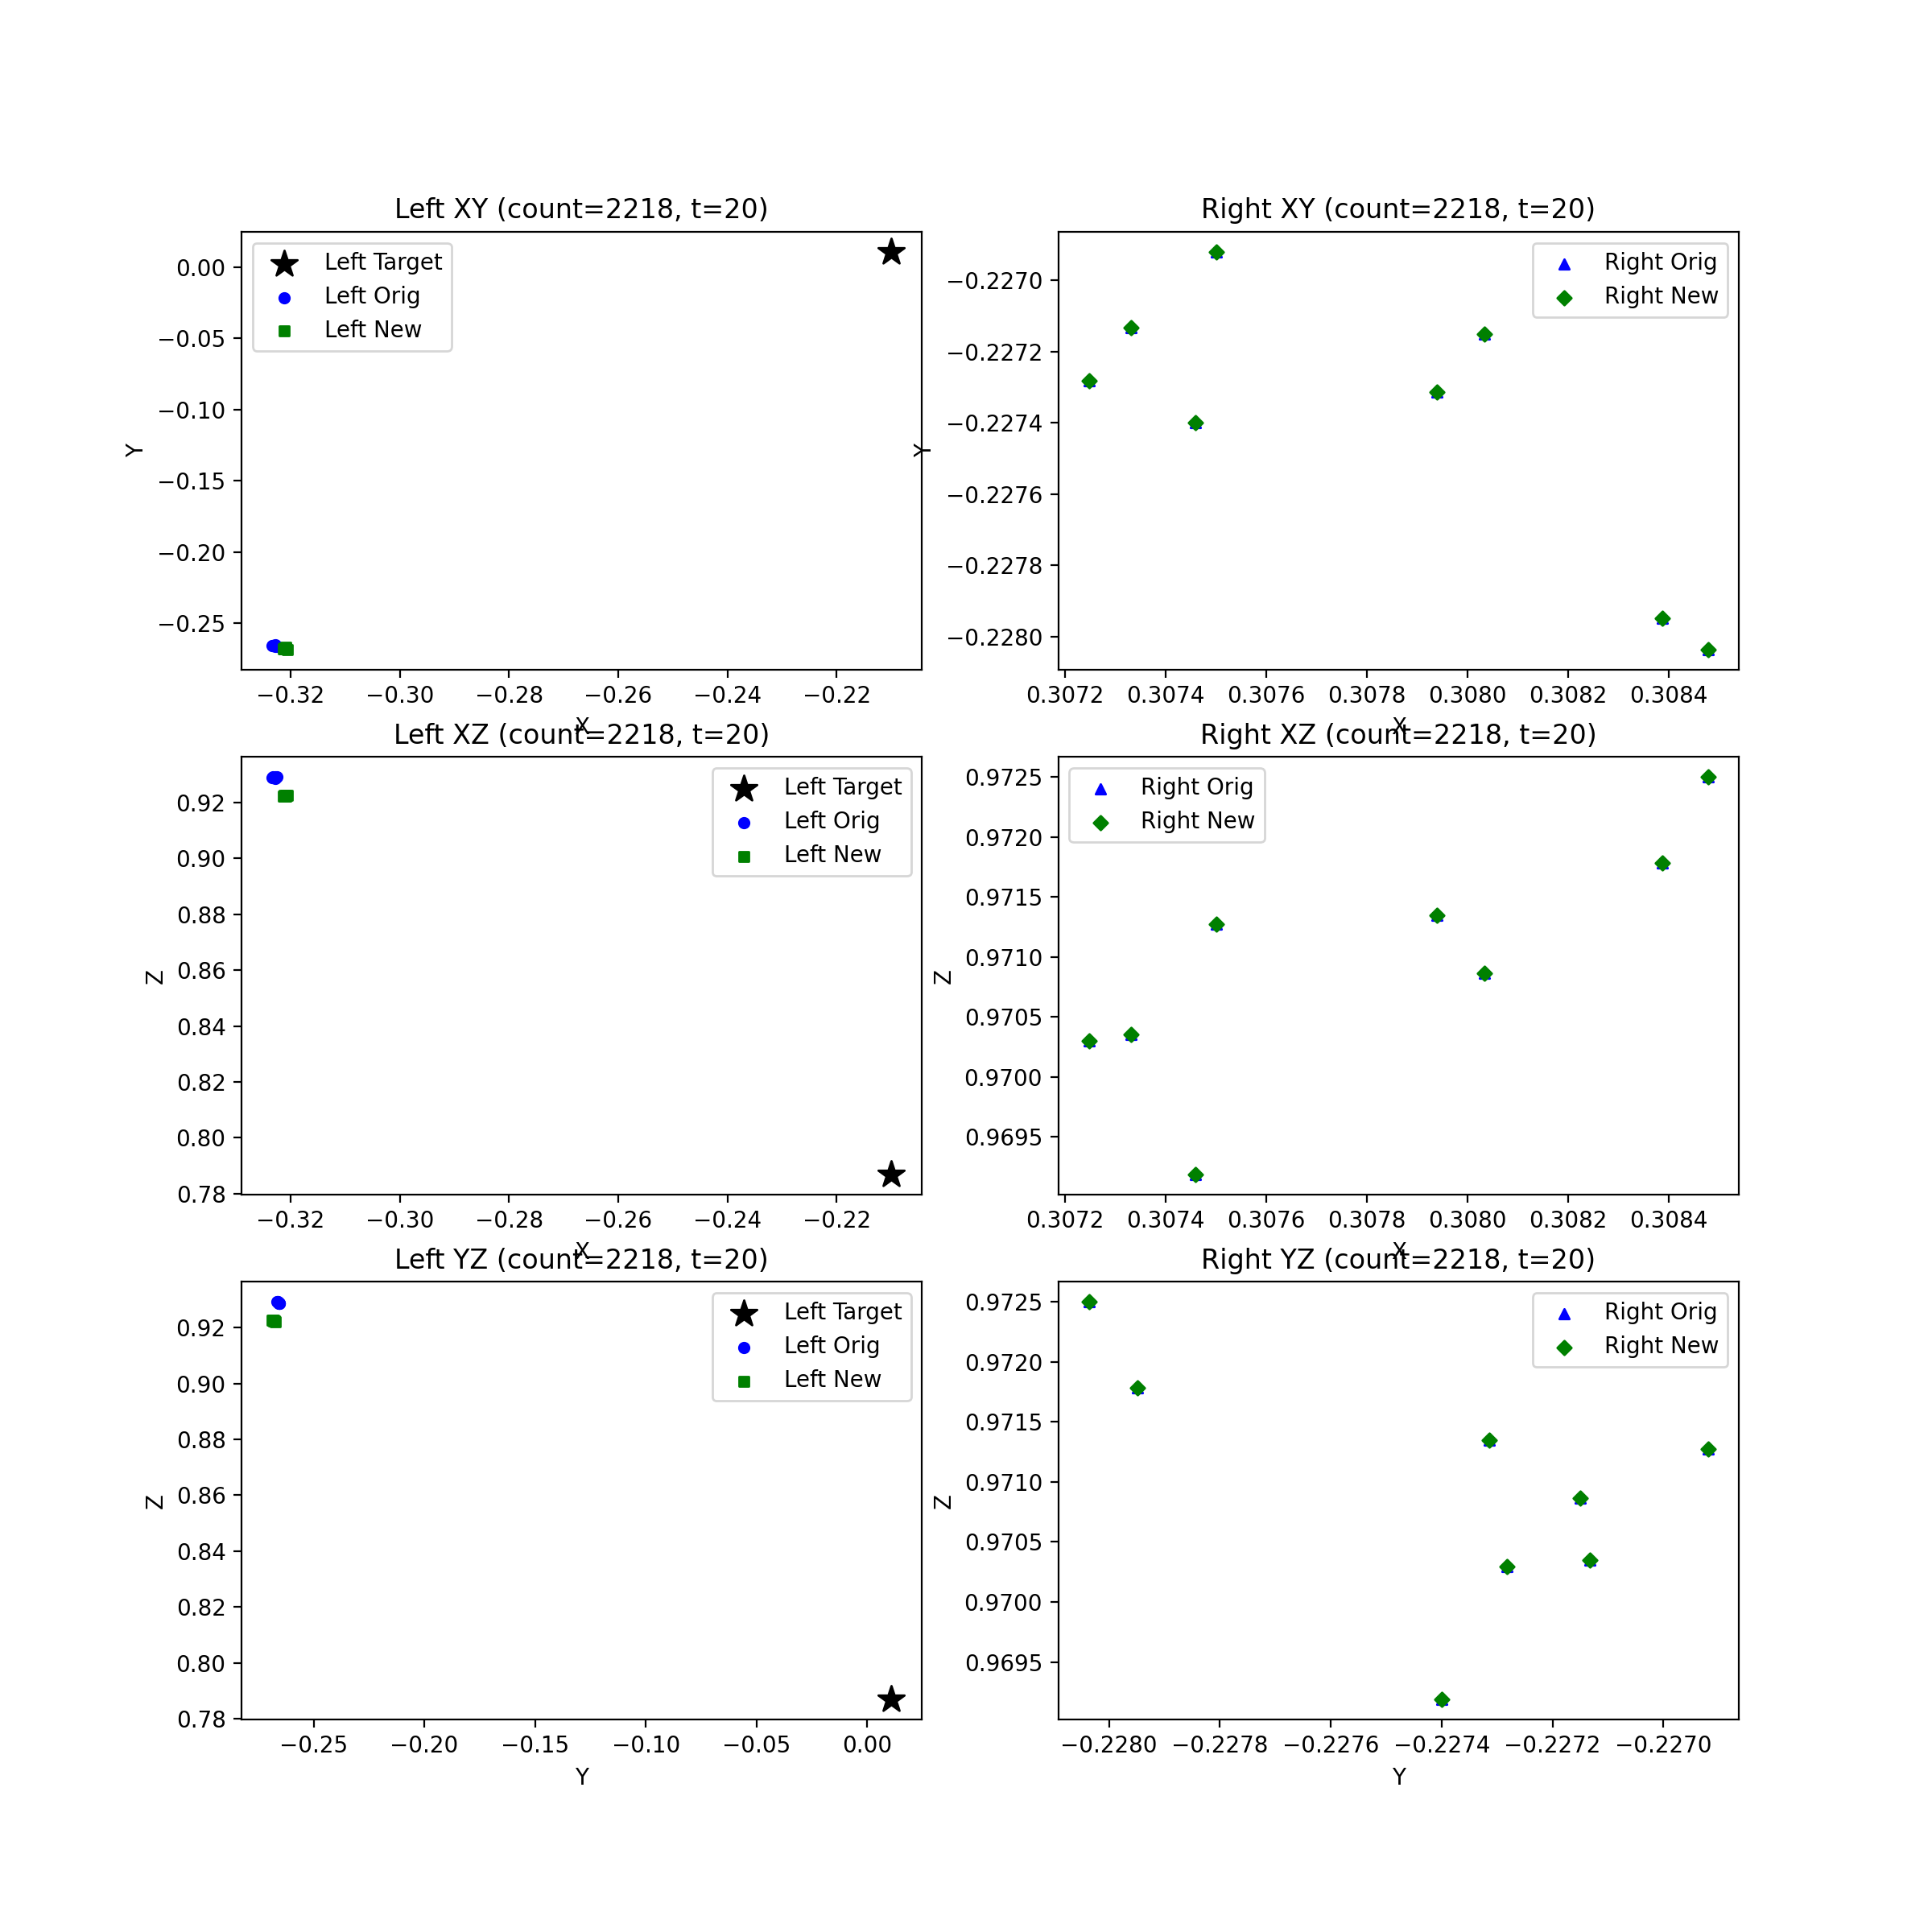 Left XY (count=2218, t=20)
Left Target
Left Orig
Left New
0.00
−0.05
−0.10
−0.15
−0.20
−0.25
Y
−0.32 −0.30 −0.28 −0.26 −0.24 −0.22
X
Right XY (count=2218, t=20)
Right Orig
Right New
−0.2270
−0.2272
−0.2274
−0.2276
−0.2278
−0.2280
Y
0.3072 0.3074 0.3076 0.3078 0.3080 0.3082 0.3084
X
Left XZ (count=2218, t=20)
Left Target
Left Orig
Left New
0.92
0.90
0.88
0.86
0.84
0.82
0.80
0.78
Z
−0.32 −0.30 −0.28 −0.26 −0.24 −0.22
X
Right XZ (count=2218, t=20)
Right Orig
Right New
0.9725
0.9720
0.9715
0.9710
0.9705
0.9700
0.9695
Z
0.3072 0.3074 0.3076 0.3078 0.3080 0.3082 0.3084
X
Left YZ (count=2218, t=20)
Left Target
Left Orig
Left New
0.92
0.90
0.88
0.86
0.84
0.82
0.80
0.78
Z
−0.25 −0.20 −0.15 −0.10 −0.05 0.00
Y
Right YZ (count=2218, t=20)
Right Orig
Right New
0.9725
0.9720
0.9715
0.9710
0.9705
0.9700
0.9695
Z
−0.2280 −0.2278 −0.2276 −0.2274 −0.2272 −0.2270
Y